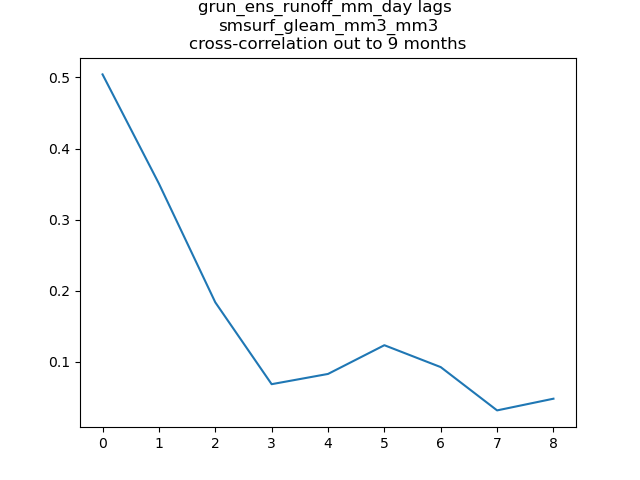 grun_ens_runoff_mm_day lags
smsurf_gleam_mm3_mm3
cross-correlation out to 9 months
0.5
0.4
0.3
0.2
0.1
0 1 2 3 4 5 6 7 8